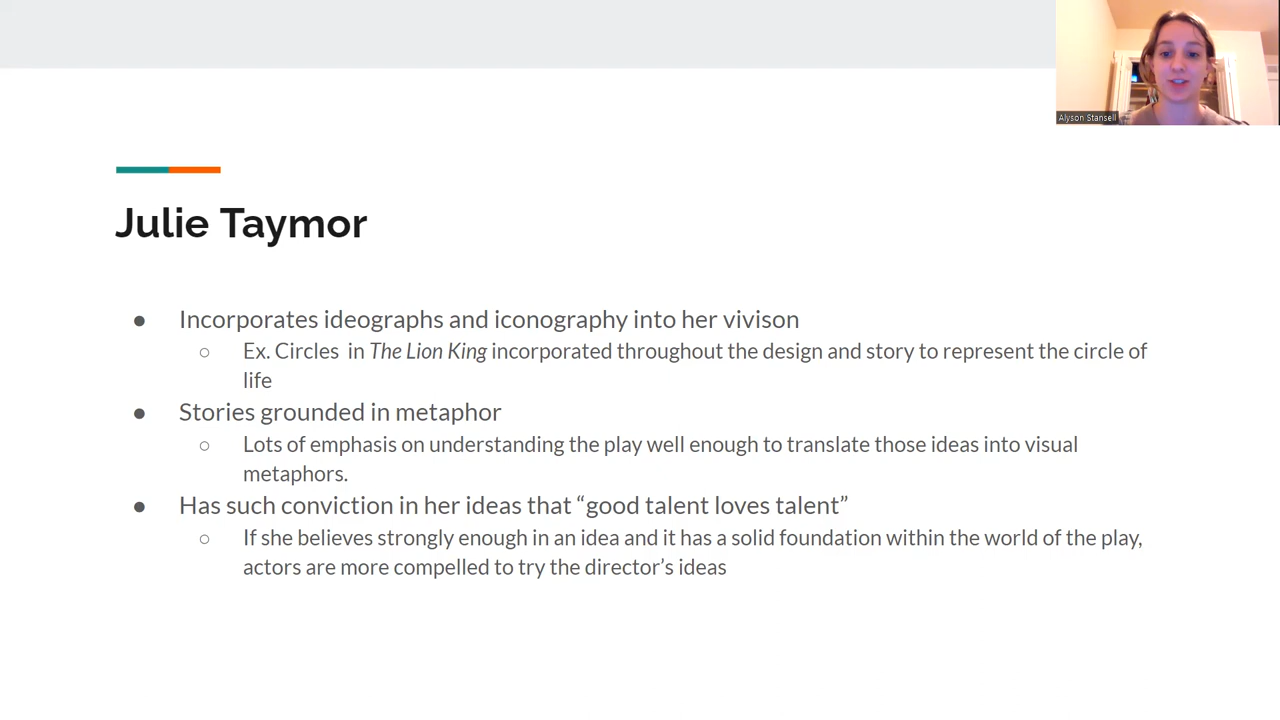 Alyson Stansell
Julie Taymor
● Incorporates ideographs and iconography into her vivison
○ Ex. Circles in The Lion King incorporated throughout the design and story to represent the circle of
life
● Stories grounded in metaphor
○ Lots of emphasis on understanding the play well enough to translate those ideas into visual
metaphors.
● Has such conviction in her ideas that “good talent loves talent”
○ If she believes strongly enough in an idea and it has a solid foundation within the world of the play,
actors are more compelled to try the director’s ideas